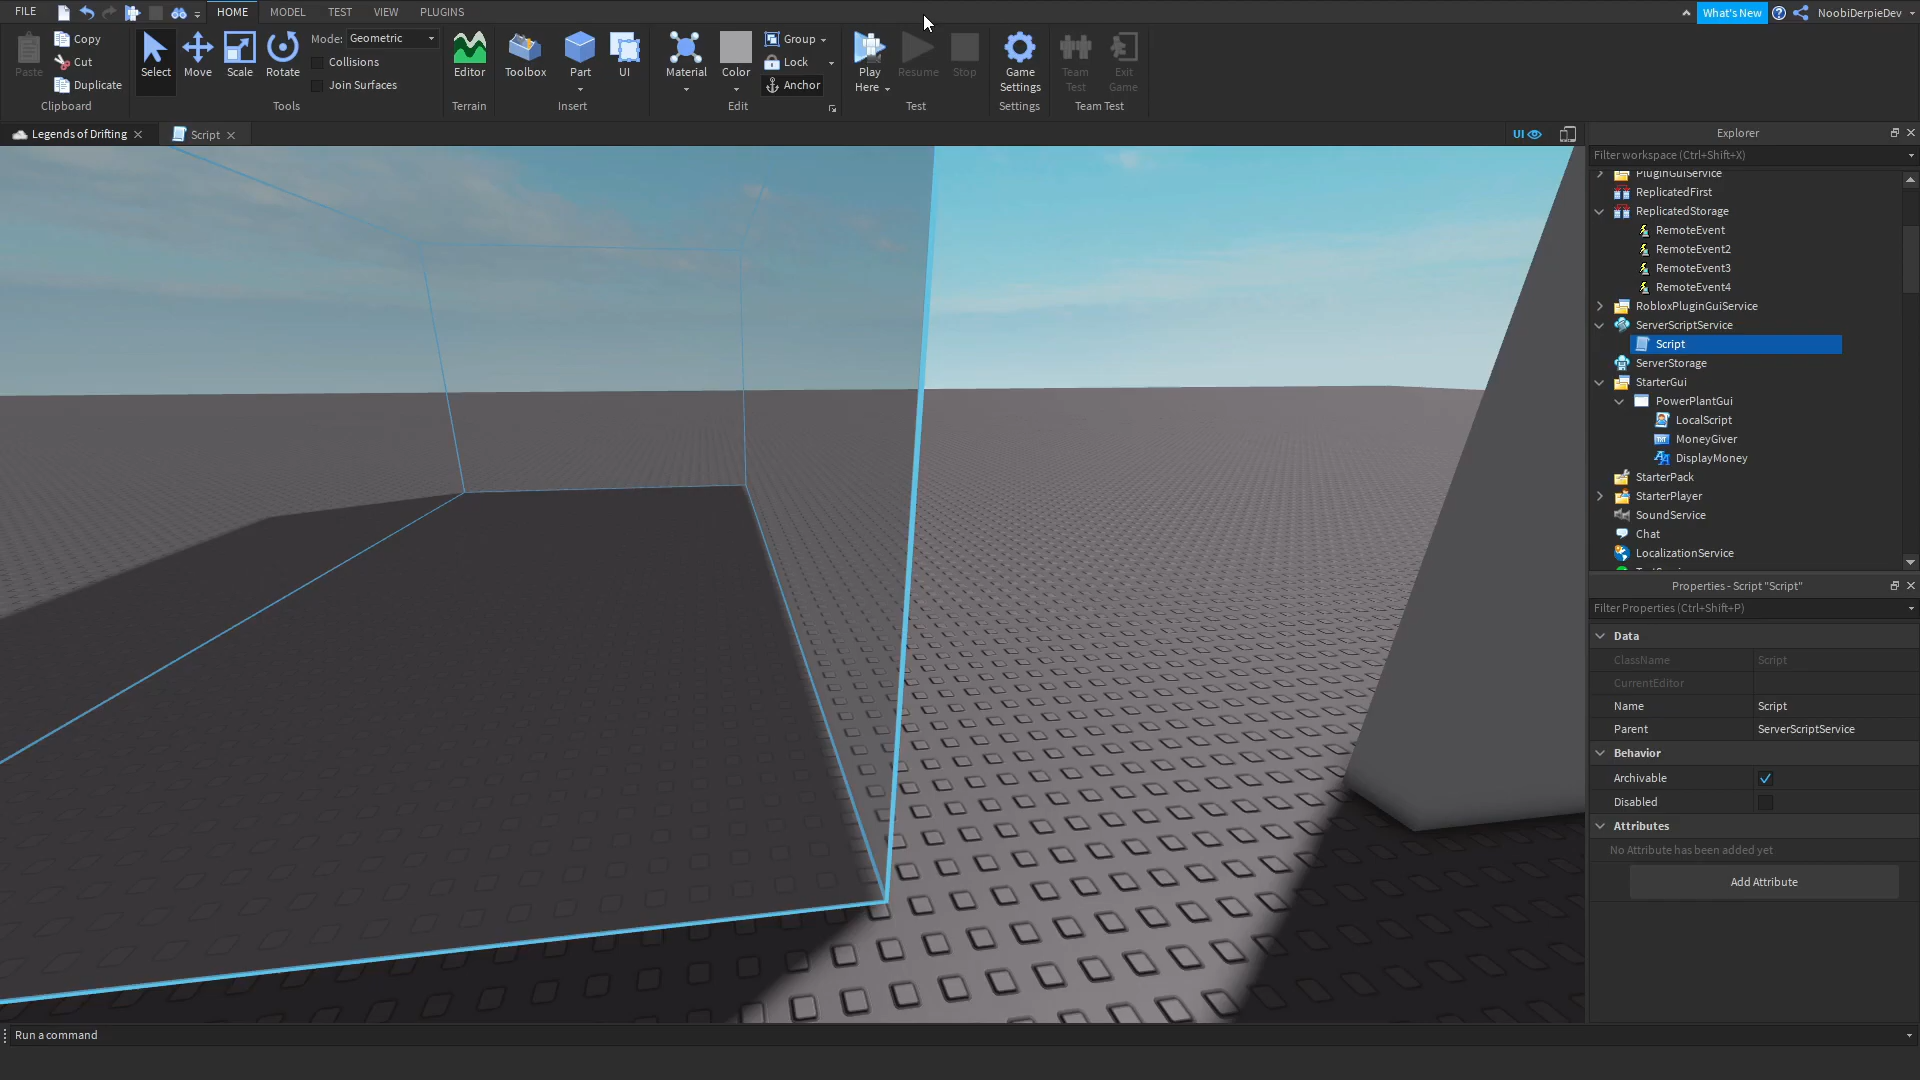 FILE
HOME
MODEL
TEST
VIEW
PLUGINS
What's New
NoobiDerpieDev
Paste
Copy
Cut
Duplicate
Clipboard
Select
Move
Scale
Rotate
Mode:
Geometric
Collisions
Join Surfaces
Tools
Editor
Terrain
Toolbox
Part
UI
Insert
Material
Color
Group
Lock
Anchor
Edit
Play
Here
Resume
Stop
Test
Game
Settings
Settings
Team
Test
Exit
Game
Team Test
Legends of Drifting
Script
UI
Explorer
Filter workspace (Ctrl+Shift+X)
PluginGuiService
ReplicatedFirst
ReplicatedStorage
RemoteEvent
RemoteEvent2
RemoteEvent3
RemoteEvent4
RobloxPluginGuiService
ServerScriptService
Script
ServerStorage
StarterGui
PowerPlantGui
LocalScript
MoneyGiver
DisplayMoney
StarterPack
StarterPlayer
SoundService
Chat
LocalizationService
Properties - Script "Script"
Filter Properties (Ctrl+Shift+P)
Data
ClassName Script
CurrentEditor
Name Script
Parent ServerScriptService
Behavior
Archivable
Disabled
Attributes
No Attribute has been added yet
Add Attribute
Run a command